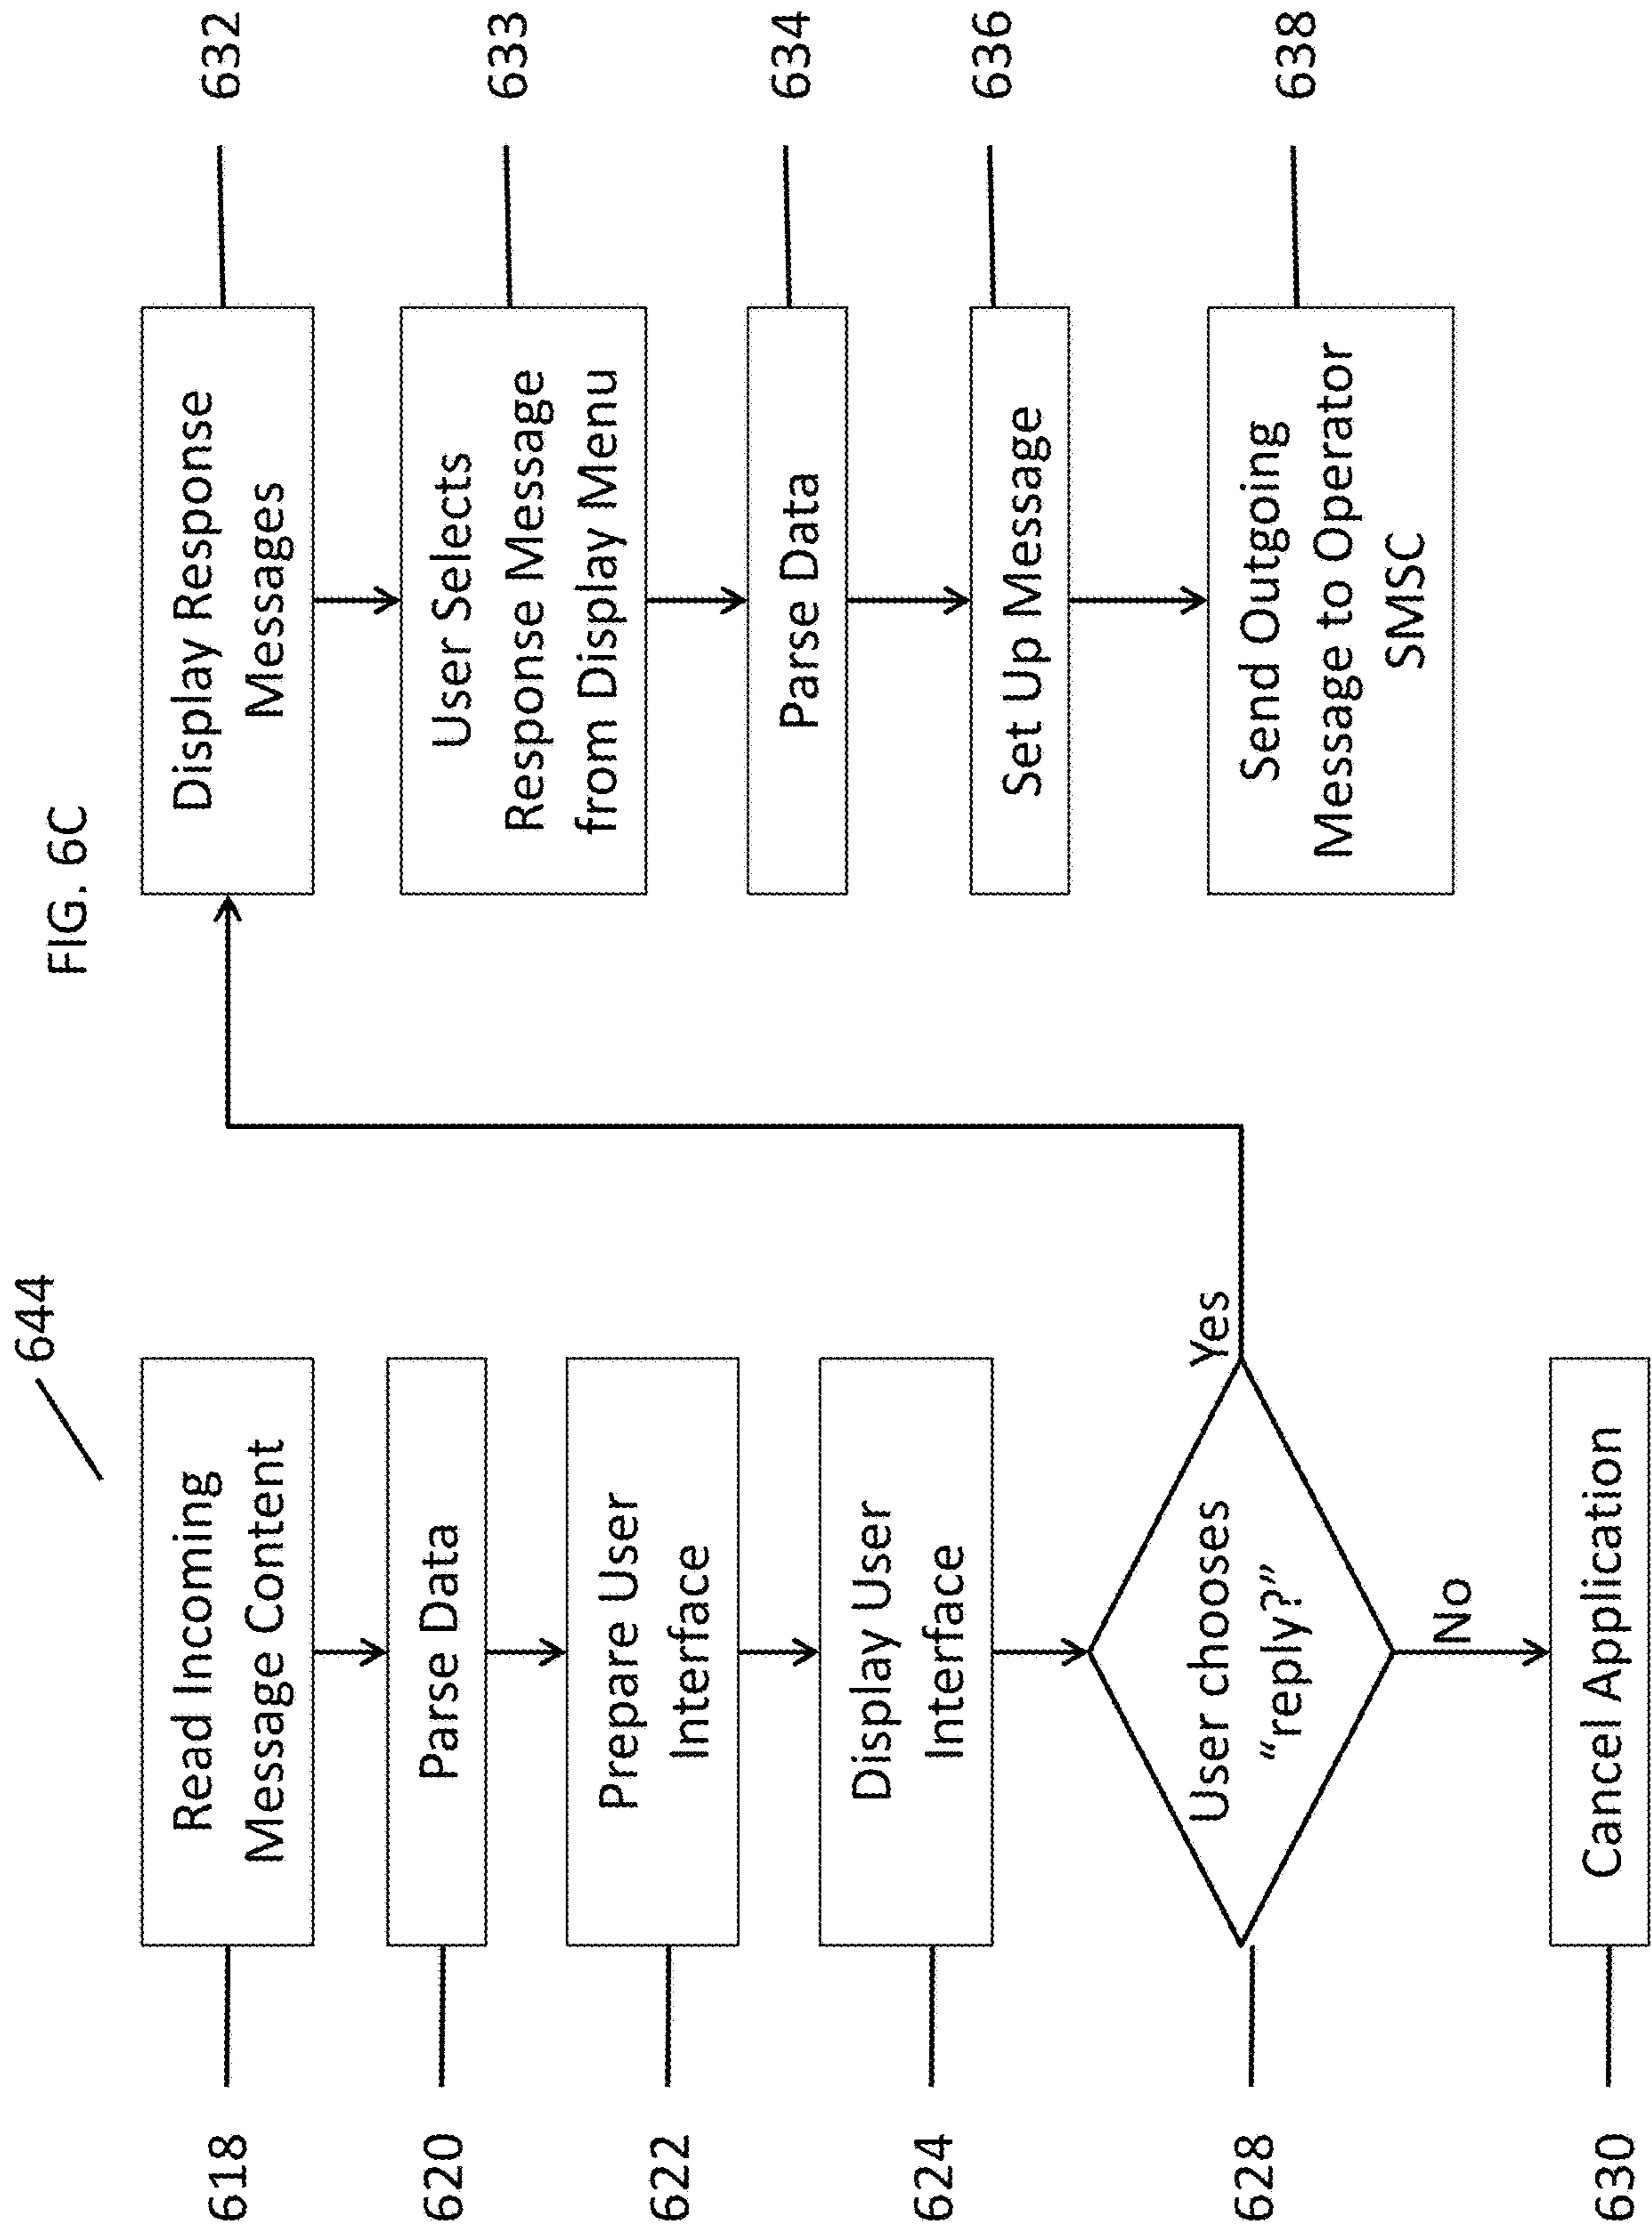 FIG. 6C
644
618
Read Incoming
Message Content
620
Parse Data
622
Prepare User
Interface
624
Display User
Interface
628
User chooses
“reply?”
Yes
No
630
Cancel Application
Display Response
Messages
632
User Selects
Response Message
from Display Menu
633
Parse Data
634
Set Up Message
636
Send Outgoing
Message to Operator
SMSC
638